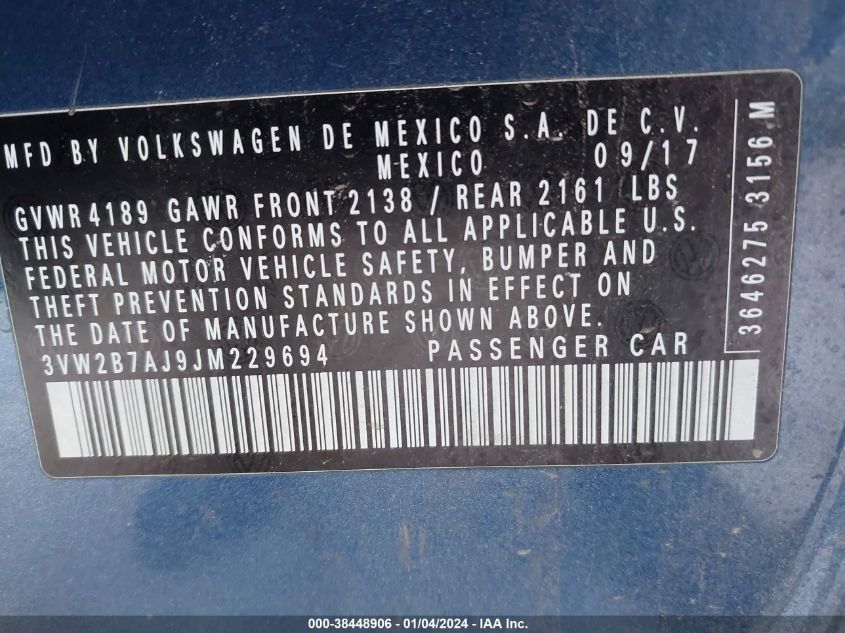 MFD BY VOLKSWAGEN DE MEXICO S.A. DE C.V.
MEXICO 09/17
GVWR 4189 GAWR FRONT 2138 / REAR 2161 LBS
THIS VEHICLE CONFORMS TO ALL APPLICABLE U.S.
FEDERAL MOTOR VEHICLE SAFETY, BUMPER AND
THEFT PREVENTION STANDARDS IN EFFECT ON
THE DATE OF MANUFACTURE SHOWN ABOVE.
3VW2B7AJ9JM229694 PASSENGER CAR
3646275 3156 M
000-38448906 - 01/04/2024 - IAA Inc.